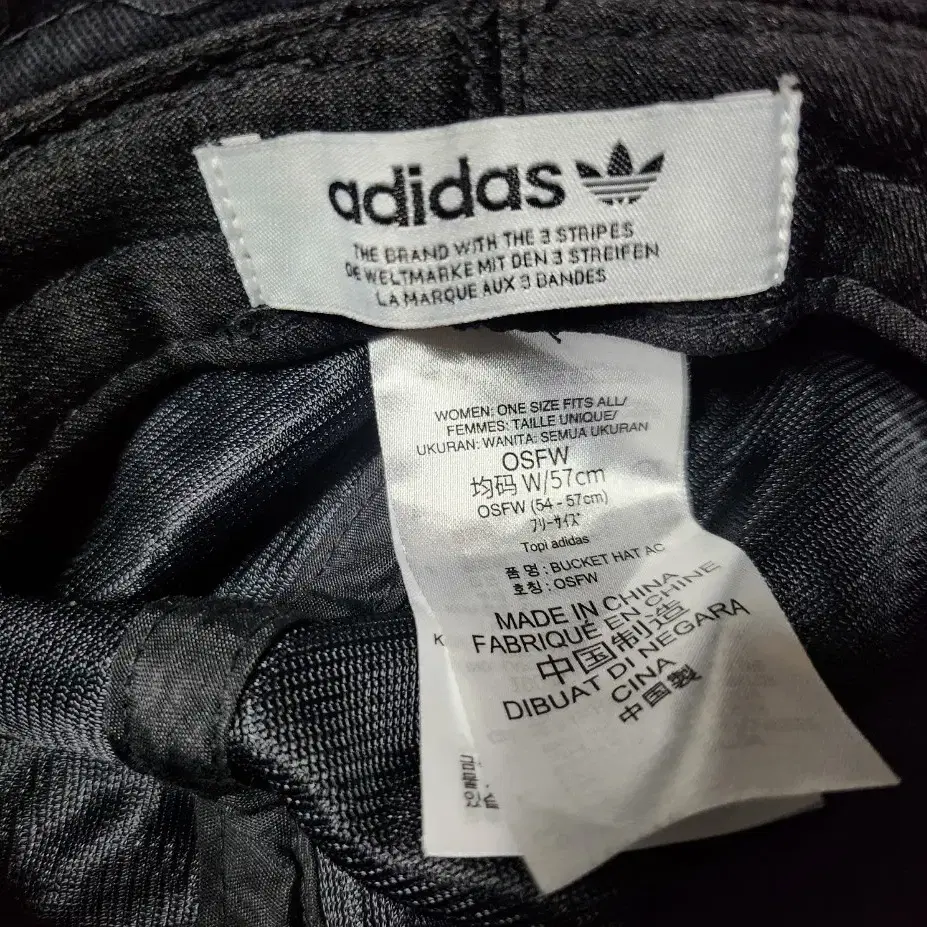 adidas
THE BRAND WITH THE 3 STRIPES
DIE WELTMARKE MIT DEN 3 STREIFEN
LA MARQUE AUX 3 BANDES
WOMEN: ONE SIZE FITS ALL/
FEMMES: TAILLE UNIQUE/
UKURAN: WANITA: SEMUA UKURAN
OSFW
均码 W/57cm
OSFW (54 - 57cm)
フリーサイズ
Topi adidas
품 명 : BUCKET HAT AC
호칭 : OSFW
MADE IN CHINA
FABRIQUÉ EN CHINE
中国制造
DIBUAT DI NEGARA
CINA
中国製
K